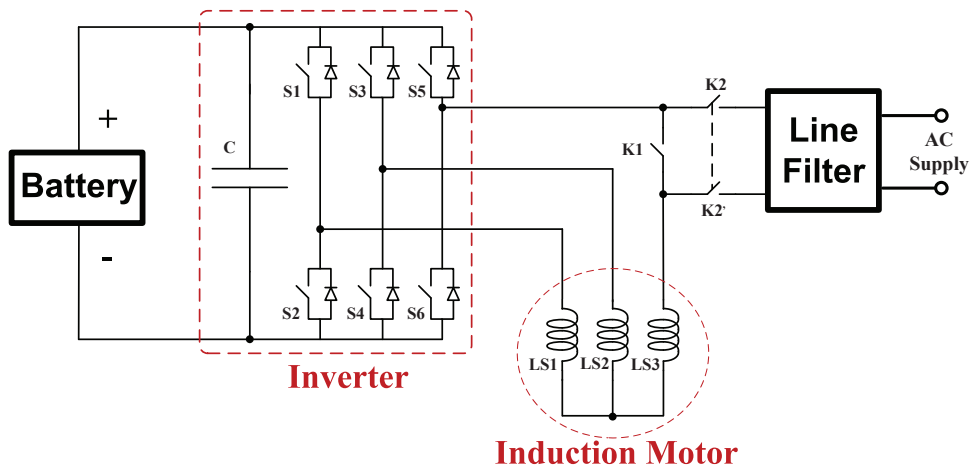 +
Battery
-
C
S1
S3
S5
S2
S4
S6
Inverter
K1
K2
K2'
Line
Filter
AC
Supply
LS1
LS2
LS3
Induction Motor